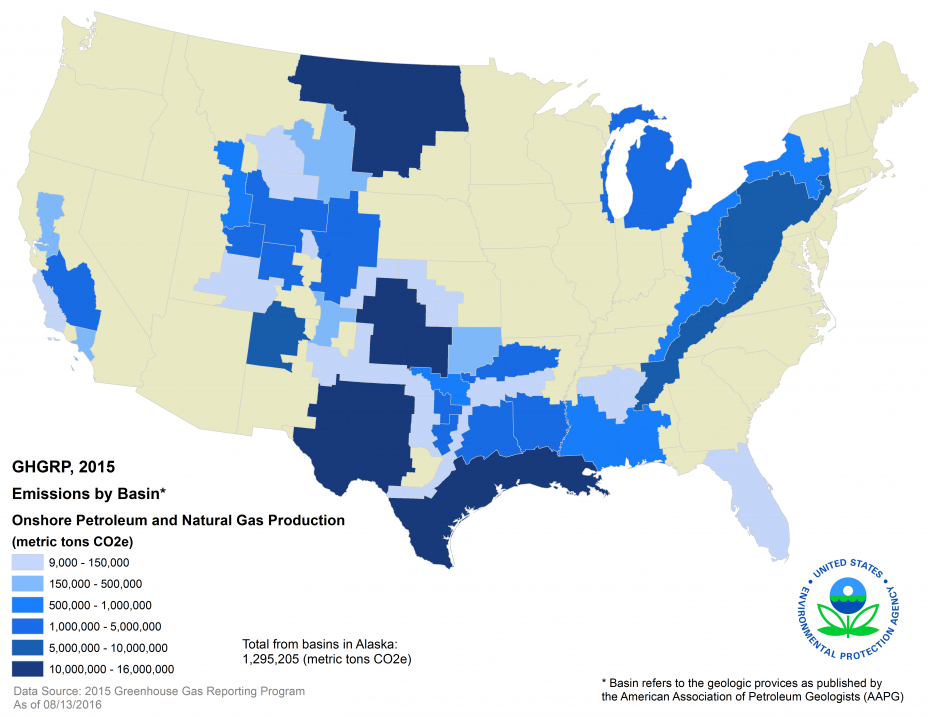 GHGRP, 2015
Emissions by Basin*
Onshore Petroleum and Natural Gas Production
(metric tons CO2e)
9,000 - 150,000
150,000 - 500,000
500,000 - 1,000,000
1,000,000 - 5,000,000
5,000,000 - 10,000,000
10,000,000 - 16,000,000
Data Source: 2015 Greenhouse Gas Reporting Program
As of 08/13/2016
Total from basins in Alaska:
1,295,205 (metric tons CO2e)
UNITED STATES
ENVIRONMENTAL PROTECTION AGENCY
* Basin refers to the geologic provices as published by
the American Association of Petroleum Geologists (AAPG)